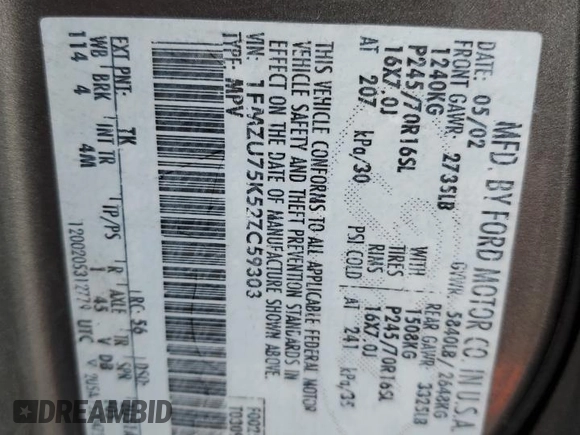 MFD. BY FORD MOTOR CO. IN U.S.A.
DATE: 05/02 GVWR: 5840LB/2648KG
FRONT GAWR: 2735LB REAR GAWR: 3325LB
1240KG 1508KG
P245/70R16SL TIRES P245/70R16SL
16X7.0J RIMS 16X7.0J
AT 207 kPa/30 PSI COLD AT 241 kPa/35
THIS VEHICLE CONFORMS TO ALL APPLICABLE FEDERAL MOTOR
VEHICLE SAFETY AND THEFT PREVENTION STANDARDS IN
EFFECT ON THE DATE OF MANUFACTURE SHOWN ABOVE.
VIN: 1FMZU75K52ZC59303
TYPE: MPV
EXT PNT: TK RC: 56
WB BRK INT TR TP/PS R AXLE TR SPR
114 4 4M 1 45 V
12002053127729 UTC
DREAMBID